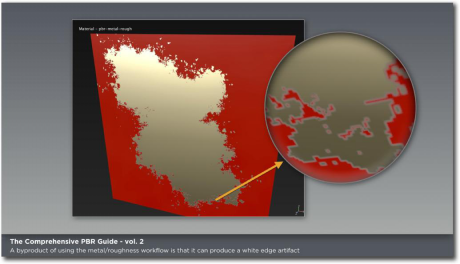 Material - pbr-metal-rough
The Comprehensive PBR Guide - vol. 2
A byproduct of using the metal/roughness workflow is that it can produce a white edge artifact